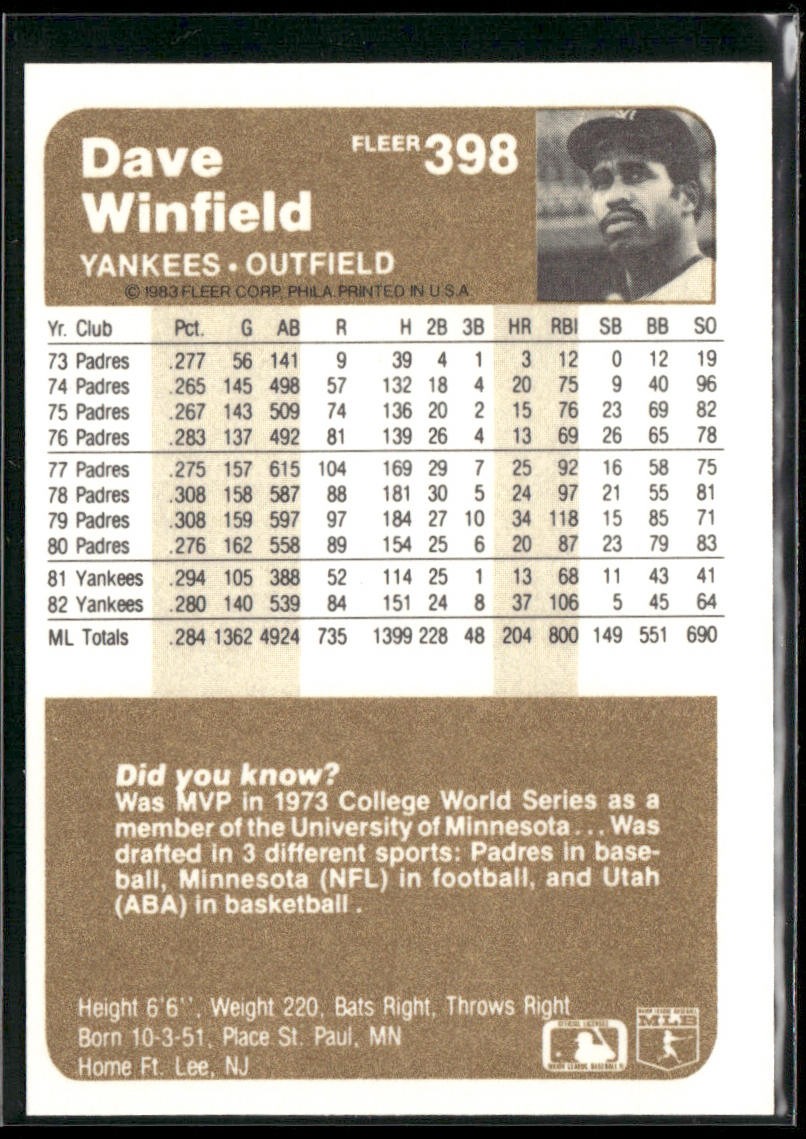 Dave
Winfield
FLEER 398
YANKEES • OUTFIELD
© 1983 FLEER CORP. PHILA. PRINTED IN U.S.A.
Yr. Club Pct. G AB R H 2B 3B HR RBI SB BB SO
73 Padres .277 56 141 9 39 4 1 3 12 0 12 19
74 Padres .265 145 498 57 132 18 4 20 75 9 40 96
75 Padres .267 143 509 74 136 20 2 15 76 23 69 82
76 Padres .283 137 492 81 139 26 4 13 69 26 65 78
77 Padres .275 157 615 104 169 29 7 25 92 16 58 75
78 Padres .308 158 587 88 181 30 5 24 97 21 55 81
79 Padres .308 159 597 97 184 27 10 34 118 15 85 71
80 Padres .276 162 558 89 154 25 6 20 87 23 79 83
81 Yankees .294 105 388 52 114 25 1 13 68 11 43 41
82 Yankees .280 140 539 84 151 24 8 37 106 5 45 64
ML Totals .284 1362 4924 735 1399 228 48 204 800 149 551 690
Did you know?
Was MVP in 1973 College World Series as a
member of the University of Minnesota... Was
drafted in 3 different sports: Padres in base-
ball, Minnesota (NFL) in football, and Utah
(ABA) in basketball.
Height 6'6'', Weight 220, Bats Right, Throws Right
Born 10-3-51, Place St. Paul, MN
Home Ft. Lee, NJ
OFFICIAL LICENSEE
MAJOR LEAGUE BASEBALL
MLB